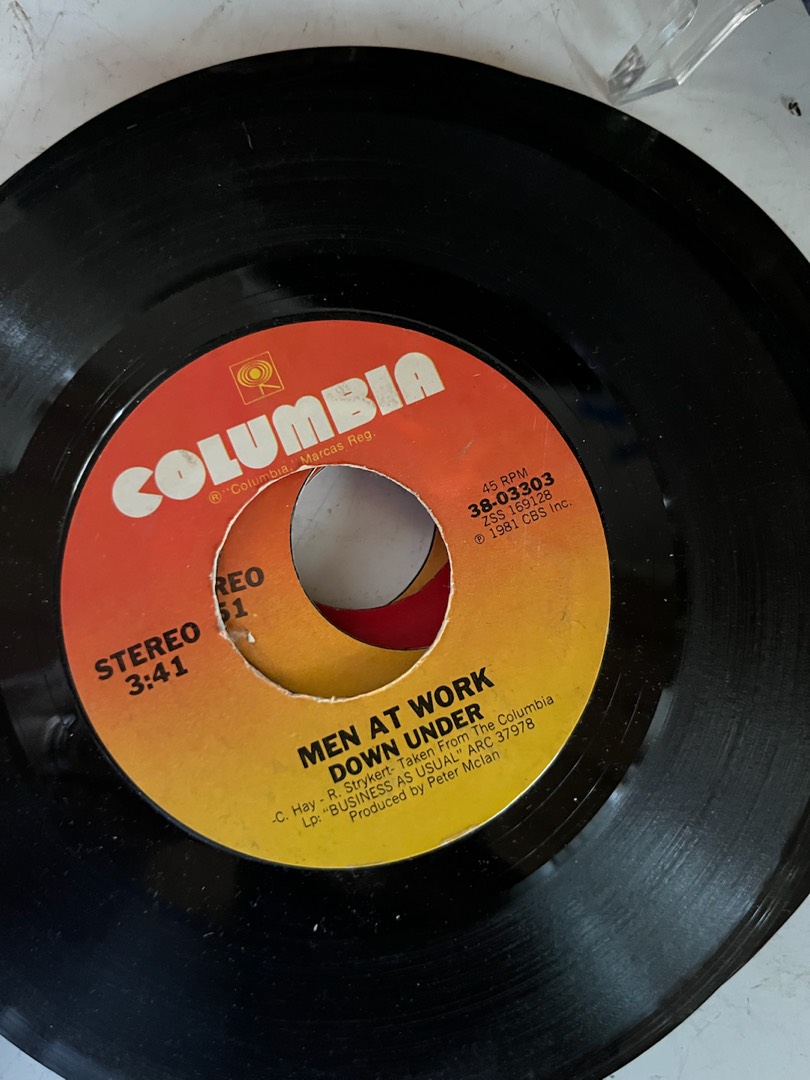 COLUMBIA
® "Columbia," Marcas Reg.
45 RPM
38-03303
ZSS 169128
℗ 1981 CBS Inc.
REO
51
STEREO
3:41
MEN AT WORK
DOWN UNDER
-C. Hay - R. Strykert- Taken From The Columbia
Lp: "BUSINESS AS USUAL" ARC 37978
Produced by Peter Mclan